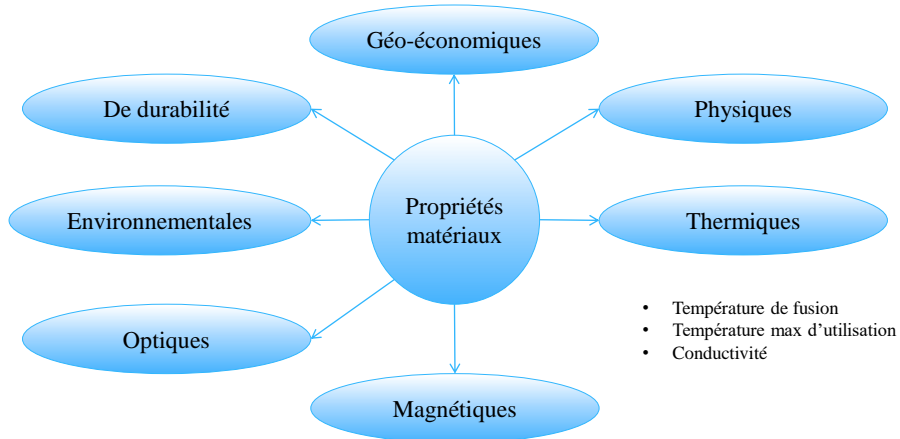 Géo-économiques
De durabilité
Physiques
Propriétés
matériaux
Environnementales
Thermiques
• Température de fusion
• Température max d’utilisation
• Conductivité
Optiques
Magnétiques